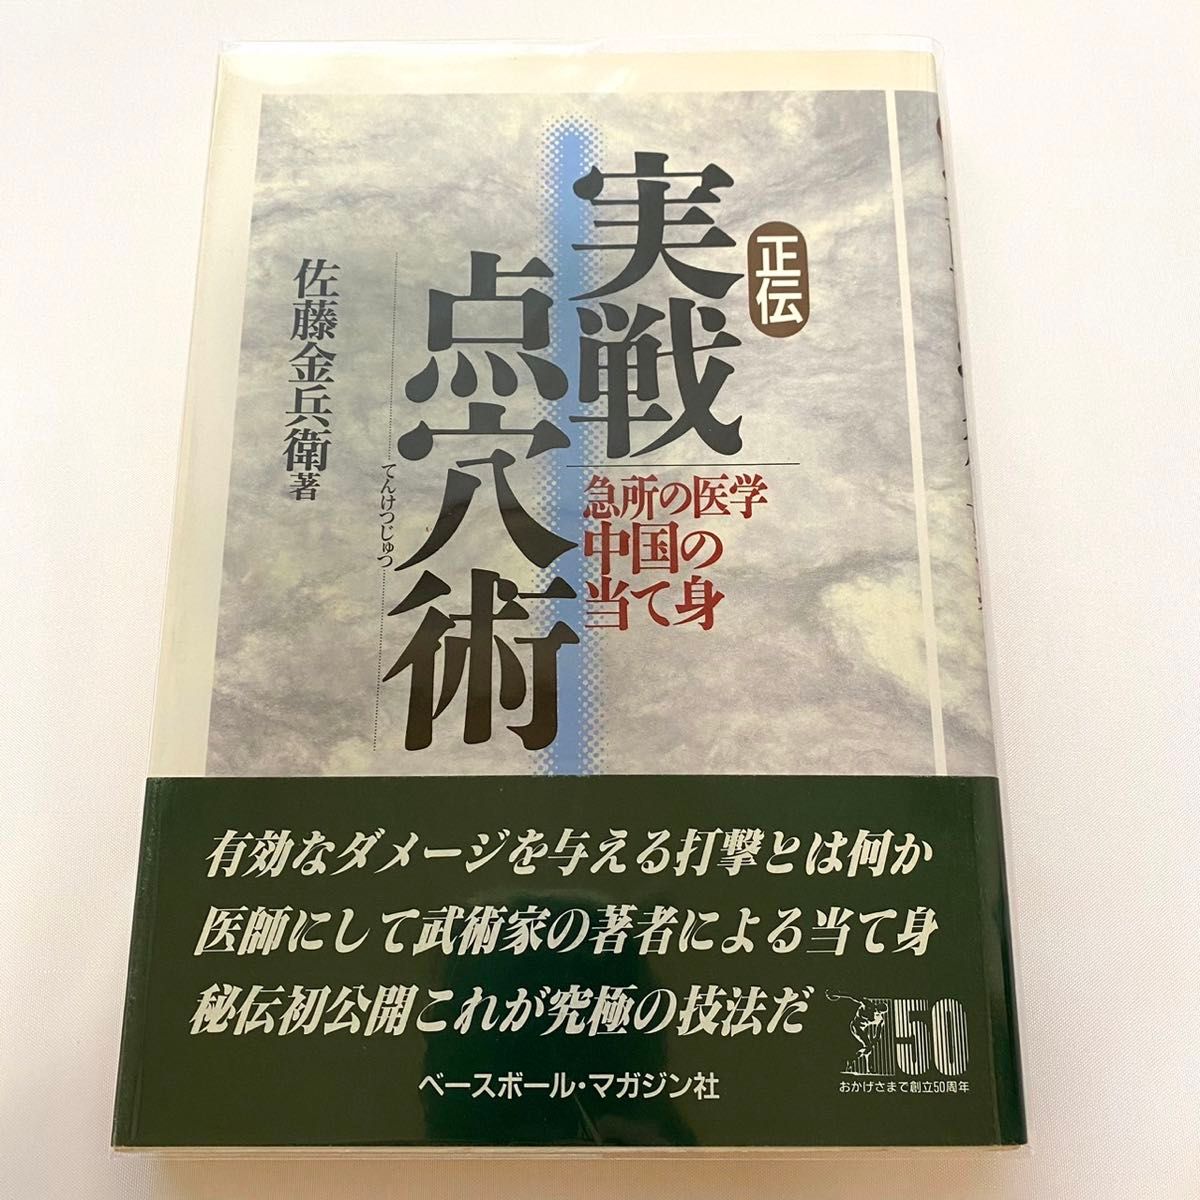 正伝
実戦
点穴術
てんけつじゅつ
急所の医学
中国の
当て身
佐藤金兵衛著
有効なダメージを与える打撃とは何か
医師にして武術家の著者による当て身
秘伝初公開これが究極の技法だ
50
おかげさまで創立50周年
ベースボール・マガジン社